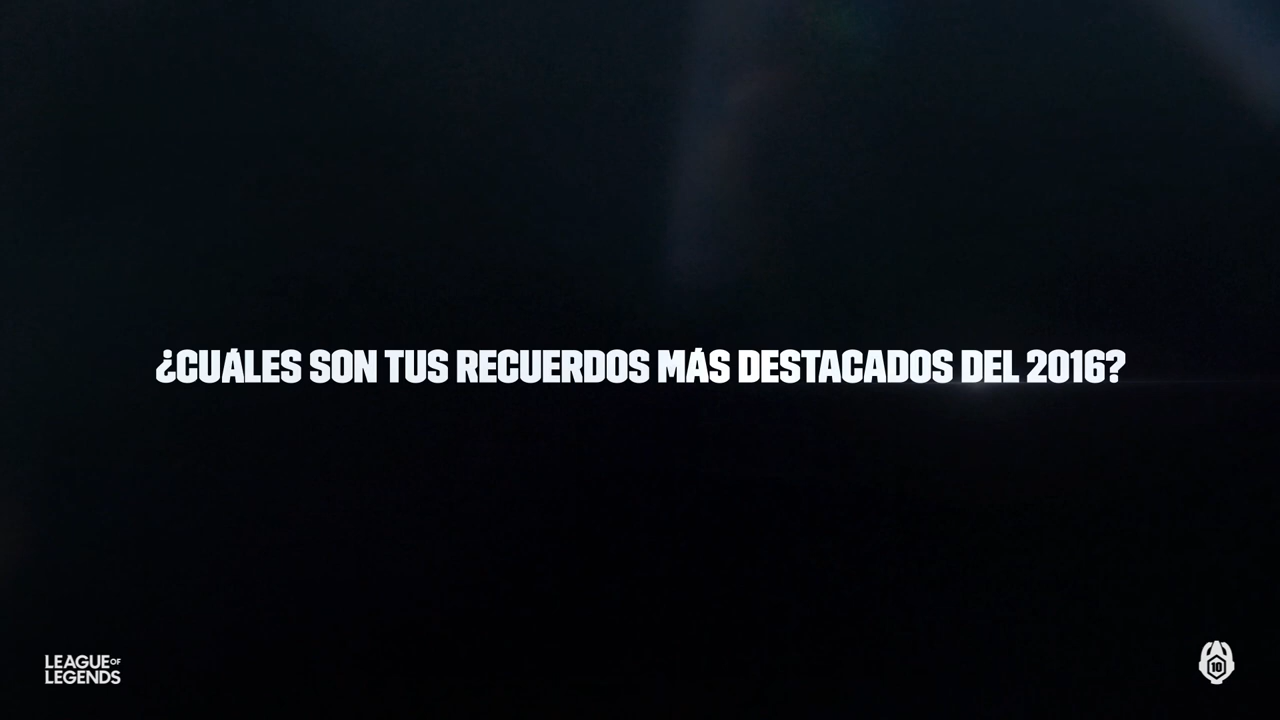 ¿CUÁLES SON TUS RECUERDOS MÁS DESTACADOS DEL 2016?
LEAGUE OF
LEGENDS
10